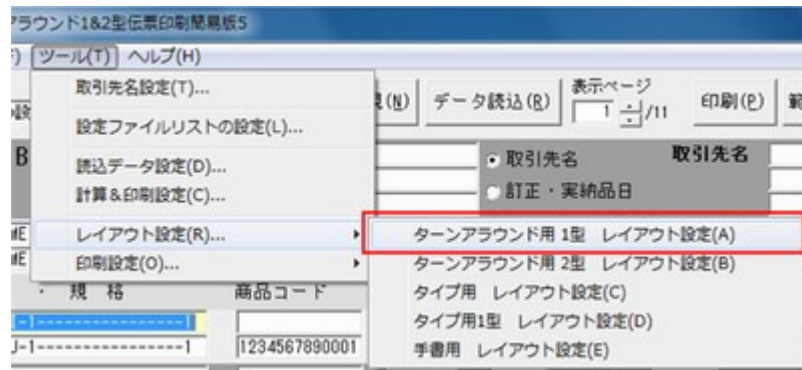 アラウンド1&2型伝票印刷簡易版5
ツール(T) ヘルプ(H)
取引先名設定(T)...
設定ファイルリストの設定(L)...
読込データ設定(D)...
計算&印刷設定(C)...
レイアウト設定(R)...
印刷設定(O)...
(N) データ読込(R) 表示ページ 1 /11 印刷(P)
B
取引先名 取引先名
訂正・実納品日
ターンアラウンド用 1型 レイアウト設定(A)
ターンアラウンド用 2型 レイアウト設定(B)
タイプ用 レイアウト設定(C)
タイプ用1型 レイアウト設定(D)
手書用 レイアウト設定(E)
・ 規 格 商品コード
-1----------------1
J-1----------------1 1234567890001